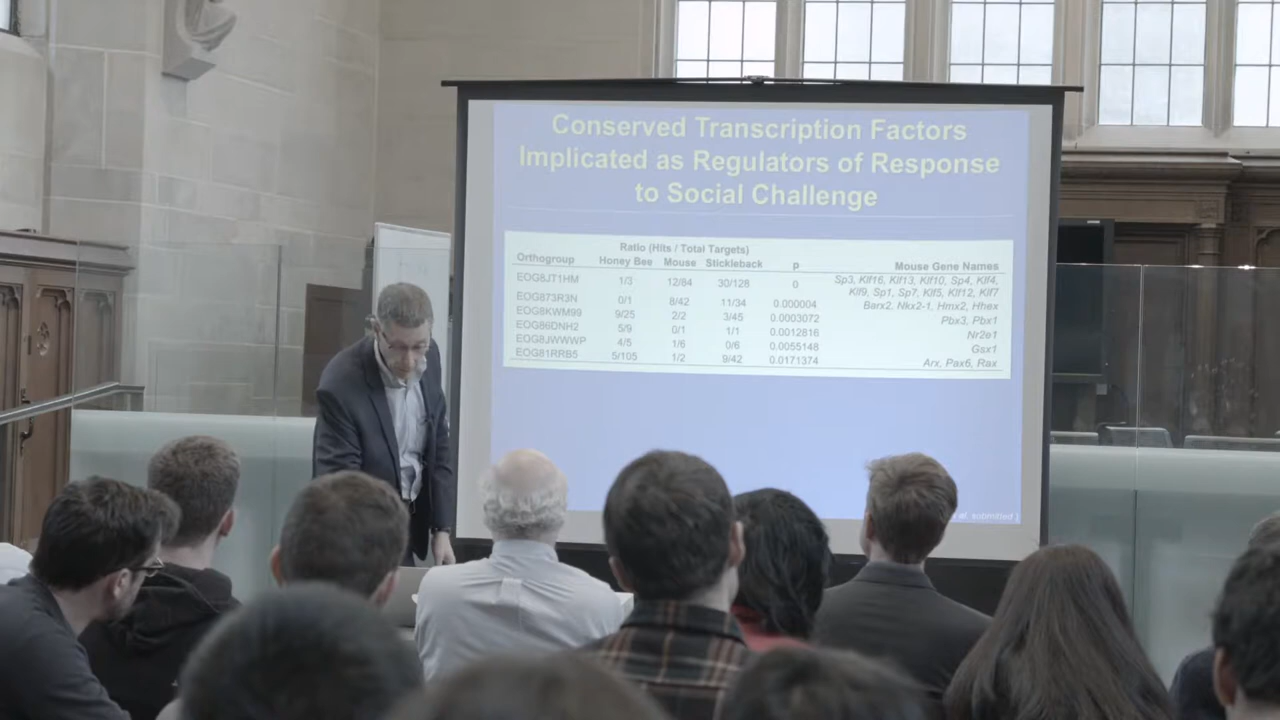 Conserved Transcription Factors
Implicated as Regulators of Response
to Social Challenge
Ratio (Hits / Total Targets)
Orthogroup Honey Bee Mouse Stickleback p Mouse Gene Names
EOG8JT1HM 1/3 12/84 30/128 0 Sp3, Klf16, Klf13, Klf10, Sp4, Klf4,
Klf9, Sp1, Sp7, Klf5, Klf12, Klf7
EOG873R3N 0/1 8/42 11/34 0.000004 Barx2, Nkx2-1, Hmx2, Hhex
EOG8KWM99 9/25 2/2 3/45 0.0003072 Pbx3, Pbx1
EOG86DNH2 5/9 0/1 1/1 0.0012816 Nr2e1
EOG8JWWWP 4/5 1/6 0/6 0.0055148 Gsx1
EOG81RRB5 5/105 1/2 9/42 0.0171374 Arx, Pax6, Rax
submitted